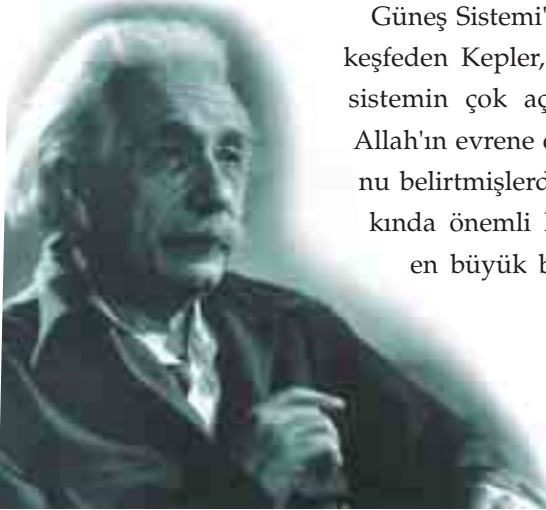 Güneş Sistemi'
keşfeden Kepler,
sistemin çok aç
Allah'ın evrene
nu belirtmişlerd
kında önemli
en büyük b